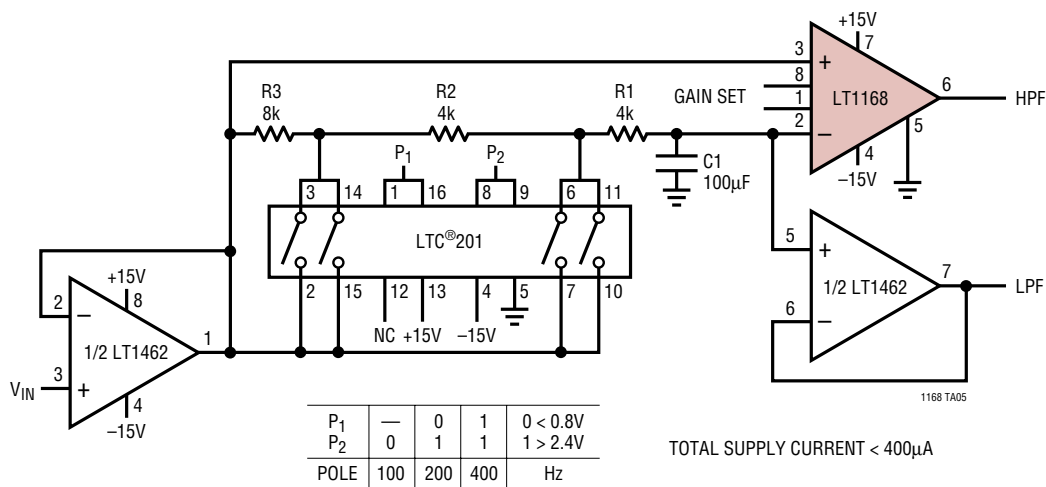 +15V
3
7
+
R3
8k
R2
4k
R1
4k
8
GAIN SET
1
LT1168
6
HPF
2
–
5
4
–15V
C1
100µF
P1
P2
3
14
1
16
8
9
6
11
LTC®201
2
15
12
13
4
5
7
10
NC
+15V
–15V
+15V
2
8
–
1/2 LT1462
1
VIN
3
+
4
–15V
5
+
1/2 LT1462
7
LPF
6
–
1168 TA05
P1 — 0 1 0 < 0.8V
P2 0 1 1 1 > 2.4V
POLE 100 200 400 Hz
TOTAL SUPPLY CURRENT < 400µA